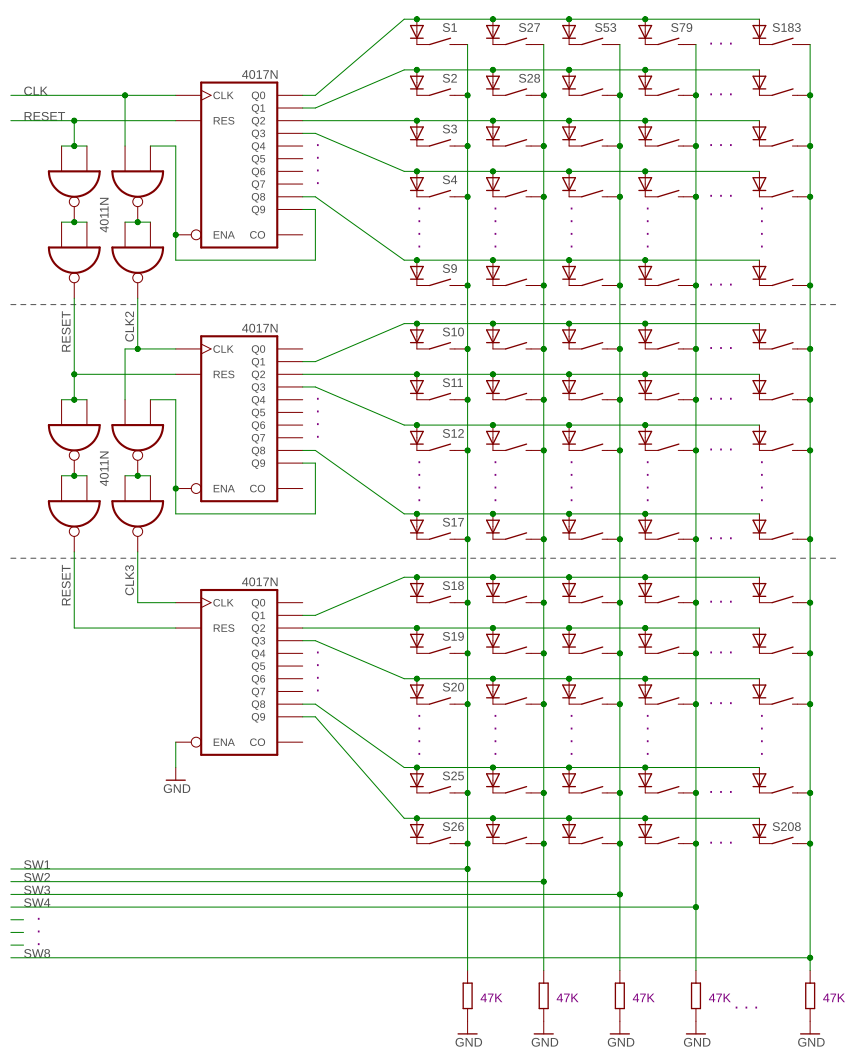 S1 S27 S53 S79 S183
4017N
CLK CLK Q0
Q1 S2 S28
RESET RES Q2
Q3 S3
Q4
Q5
Q6
Q7 S4
Q8
4011N Q9
ENA CO
S9
RESET CLK2
4017N S10
CLK Q0
Q1
RES Q2
Q3 S11
Q4
Q5
Q6 S12
Q7
Q8
4011N Q9
ENA CO
S17
RESET CLK3
4017N S18
CLK Q0
Q1
RES Q2
Q3 S19
Q4
Q5
Q6
Q7 S20
Q8
Q9
ENA CO
S25
GND
S26 S208
SW1
SW2
SW3
SW4
SW8
47K 47K 47K 47K 47K
GND GND GND GND GND